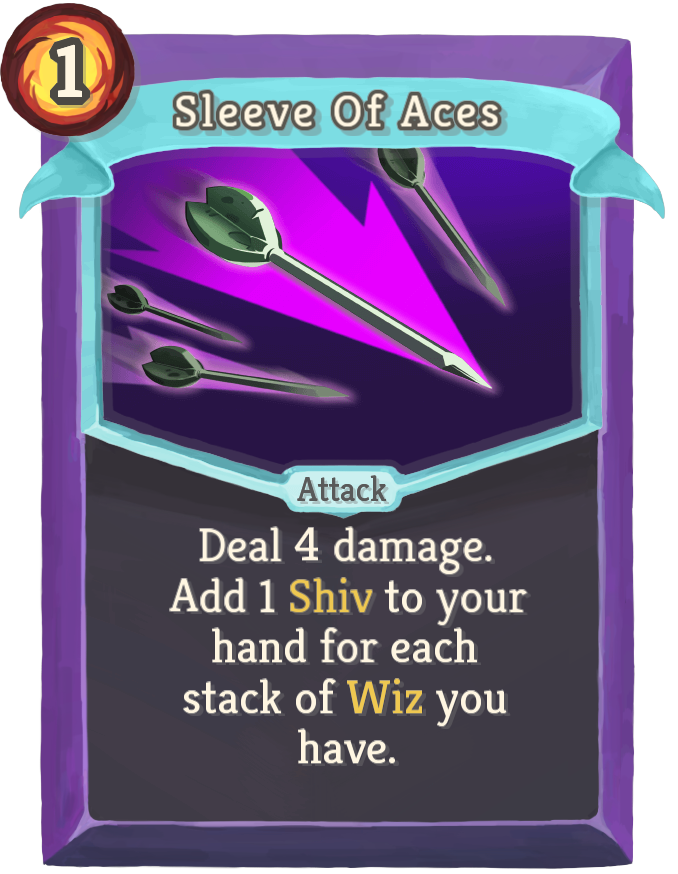 1
Sleeve Of Aces
Attack
Deal 4 damage.
Add 1 Shiv to your
hand for each
stack of Wiz you
have.